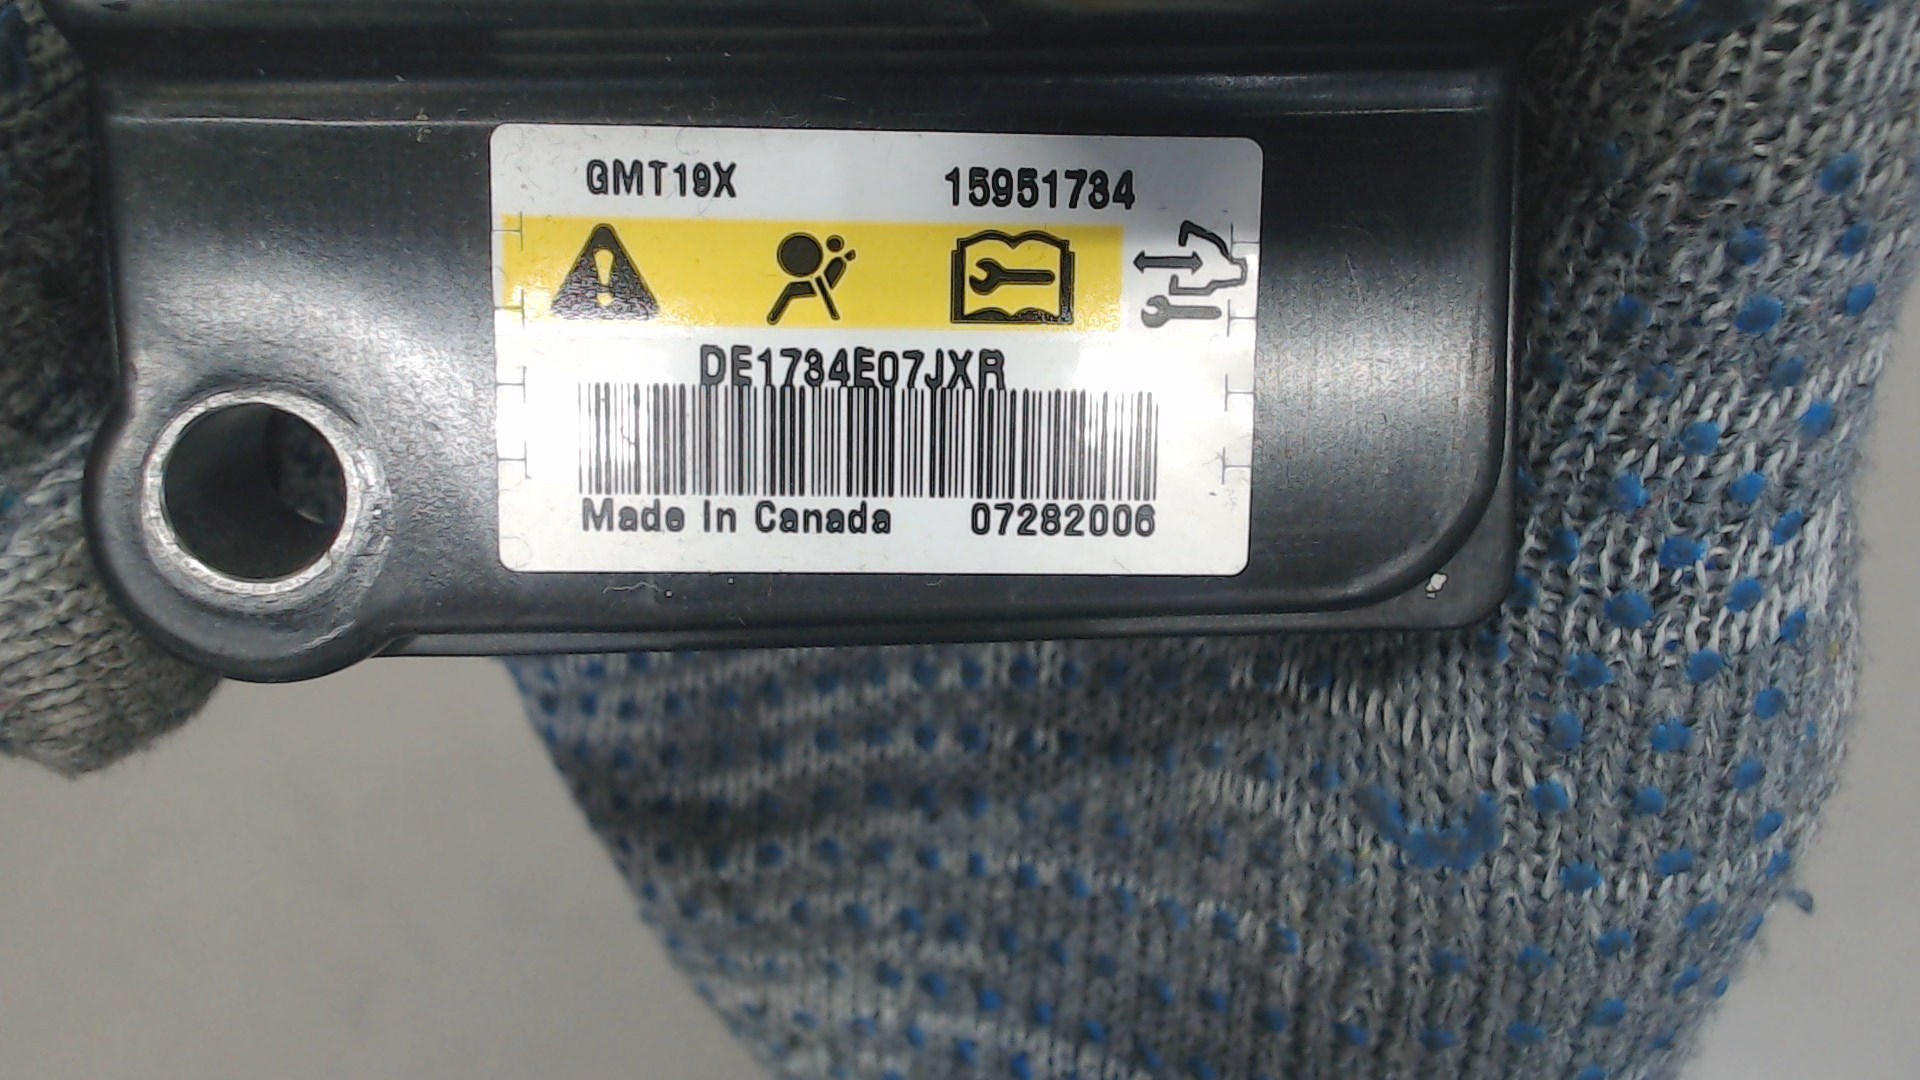 GMT19X 15951734
DE1734E07JXR
Made In Canada 07282006